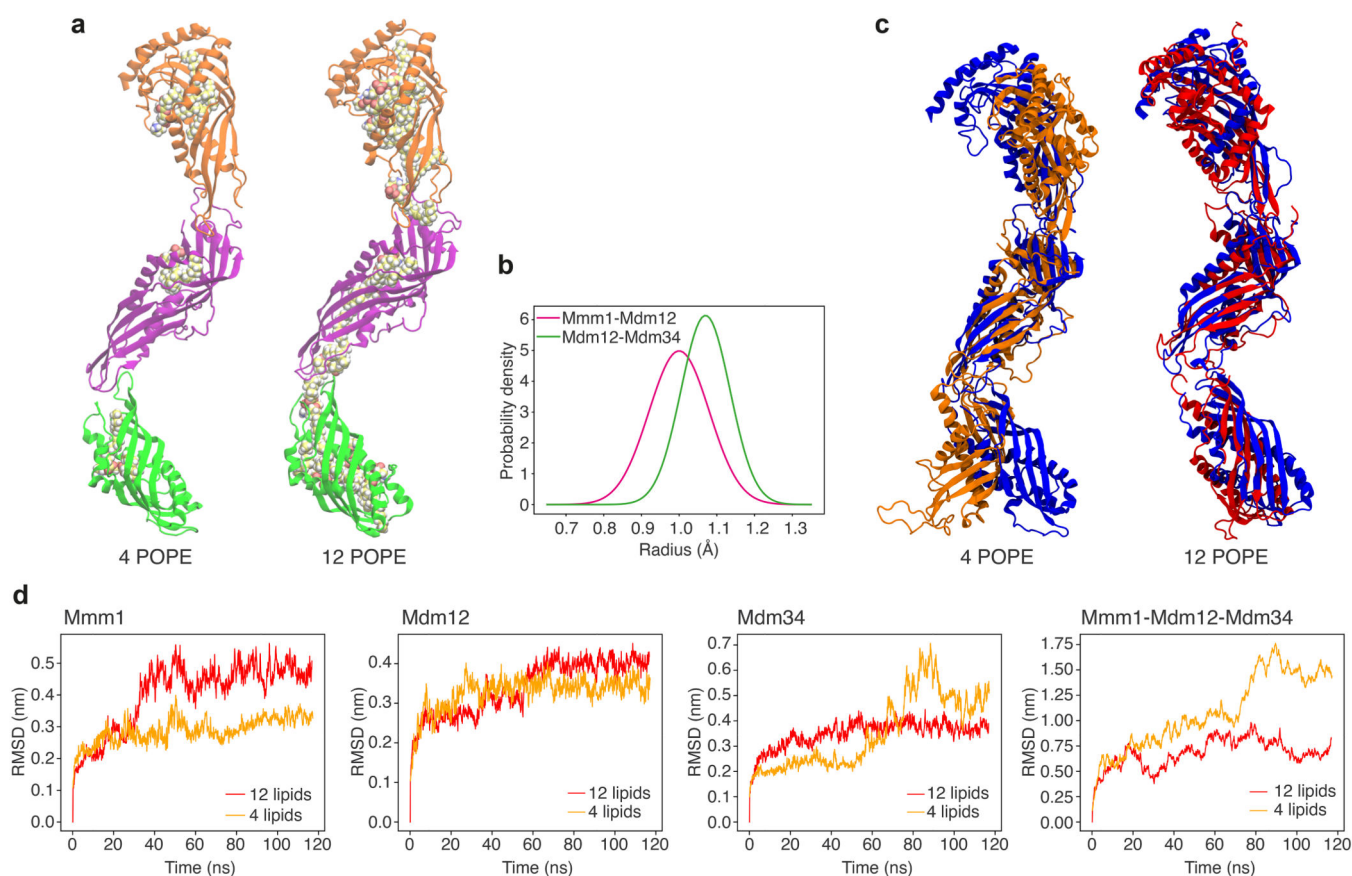 a
4 POPE
12 POPE
b
Probability density
6
5
4
3
2
1
0
Mmm1-Mdm12
Mdm12-Mdm34
0.7
0.8
0.9
1.0
1.1
1.2
1.3
Radius (Å)
c
4 POPE
12 POPE
d
Mmm1
RMSD (nm)
0.5
0.4
0.3
0.2
0.1
0.0
12 lipids
4 lipids
0
20
40
60
80
100
120
Time (ns)
Mdm12
RMSD (nm)
0.4
0.3
0.2
0.1
0.0
12 lipids
4 lipids
0
20
40
60
80
100
120
Time (ns)
Mdm34
RMSD (nm)
0.7
0.6
0.5
0.4
0.3
0.2
0.1
0.0
12 lipids
4 lipids
0
20
40
60
80
100
120
Time (ns)
Mmm1-Mdm12-Mdm34
RMSD (nm)
1.75
1.50
1.25
1.00
0.75
0.50
0.25
0.00
12 lipids
4 lipids
0
20
40
60
80
100
120
Time (ns)